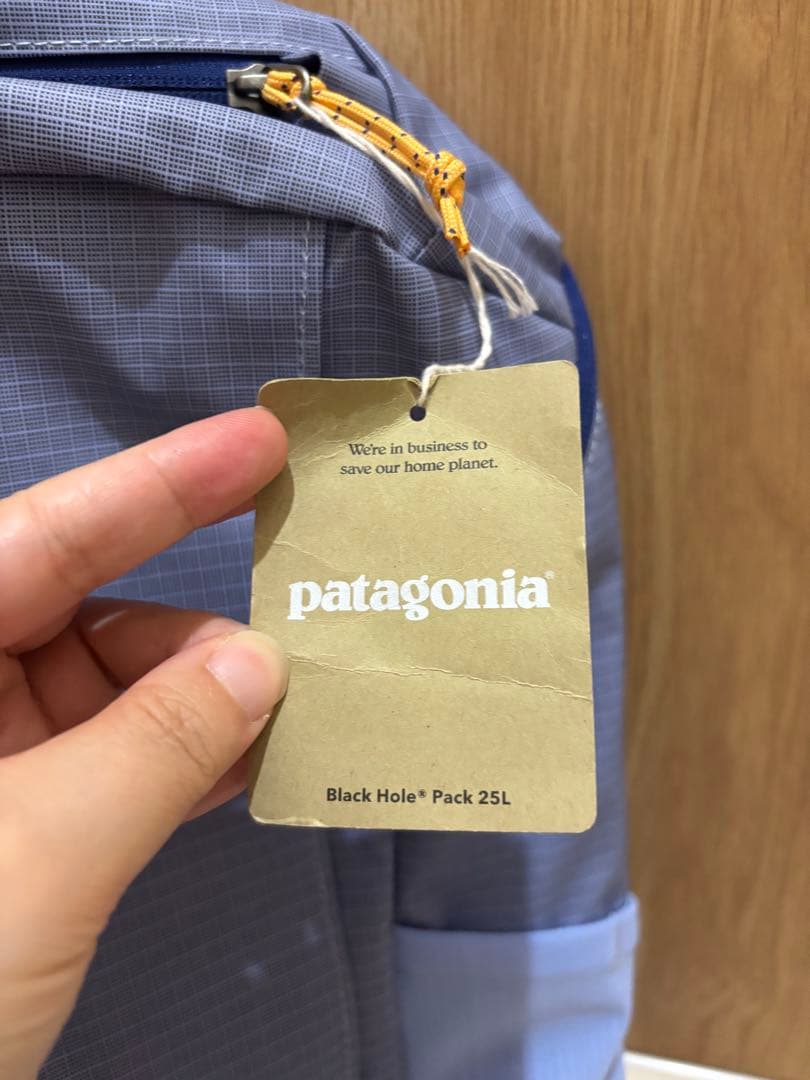 We're in business to
save our home planet.
patagonia®
Black Hole® Pack 25L